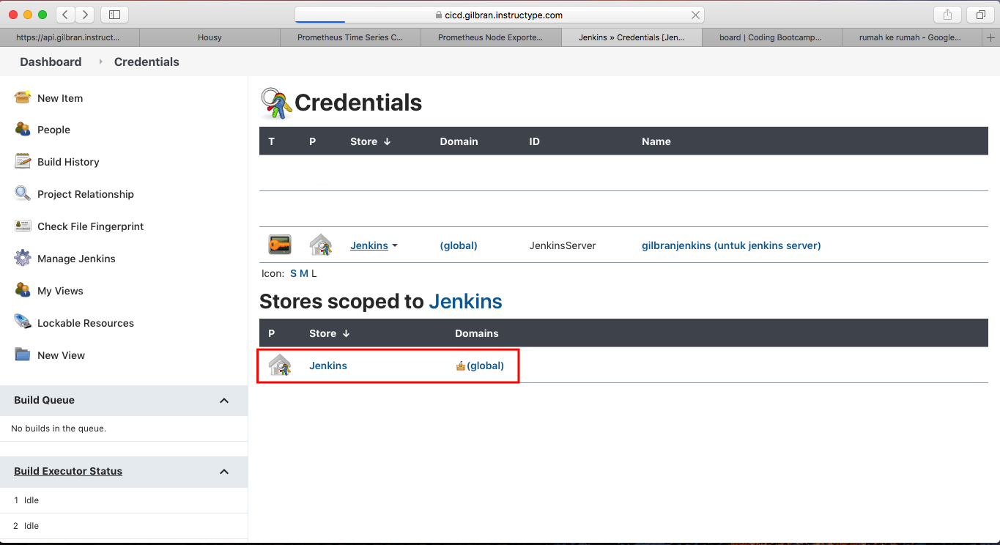 cicd.gilbran.instructype.com
https://api.gilbran.instruct...
Housy
Prometheus Time Series C...
Prometheus Node Exporte...
Jenkins » Credentials [Jen...
board | Coding Bootcamp...
rumah ke rumah - Google...
Dashboard
Credentials
New Item
People
Build History
Project Relationship
Check File Fingerprint
Manage Jenkins
My Views
Lockable Resources
New View
Build Queue
No builds in the queue.
Build Executor Status
1 Idle
2 Idle
Credentials
T P Store ↓ Domain ID Name
Jenkins (global) JenkinsServer gilbranjenkins (untuk jenkins server)
Icon: S M L
Stores scoped to Jenkins
P Store ↓ Domains
Jenkins (global)